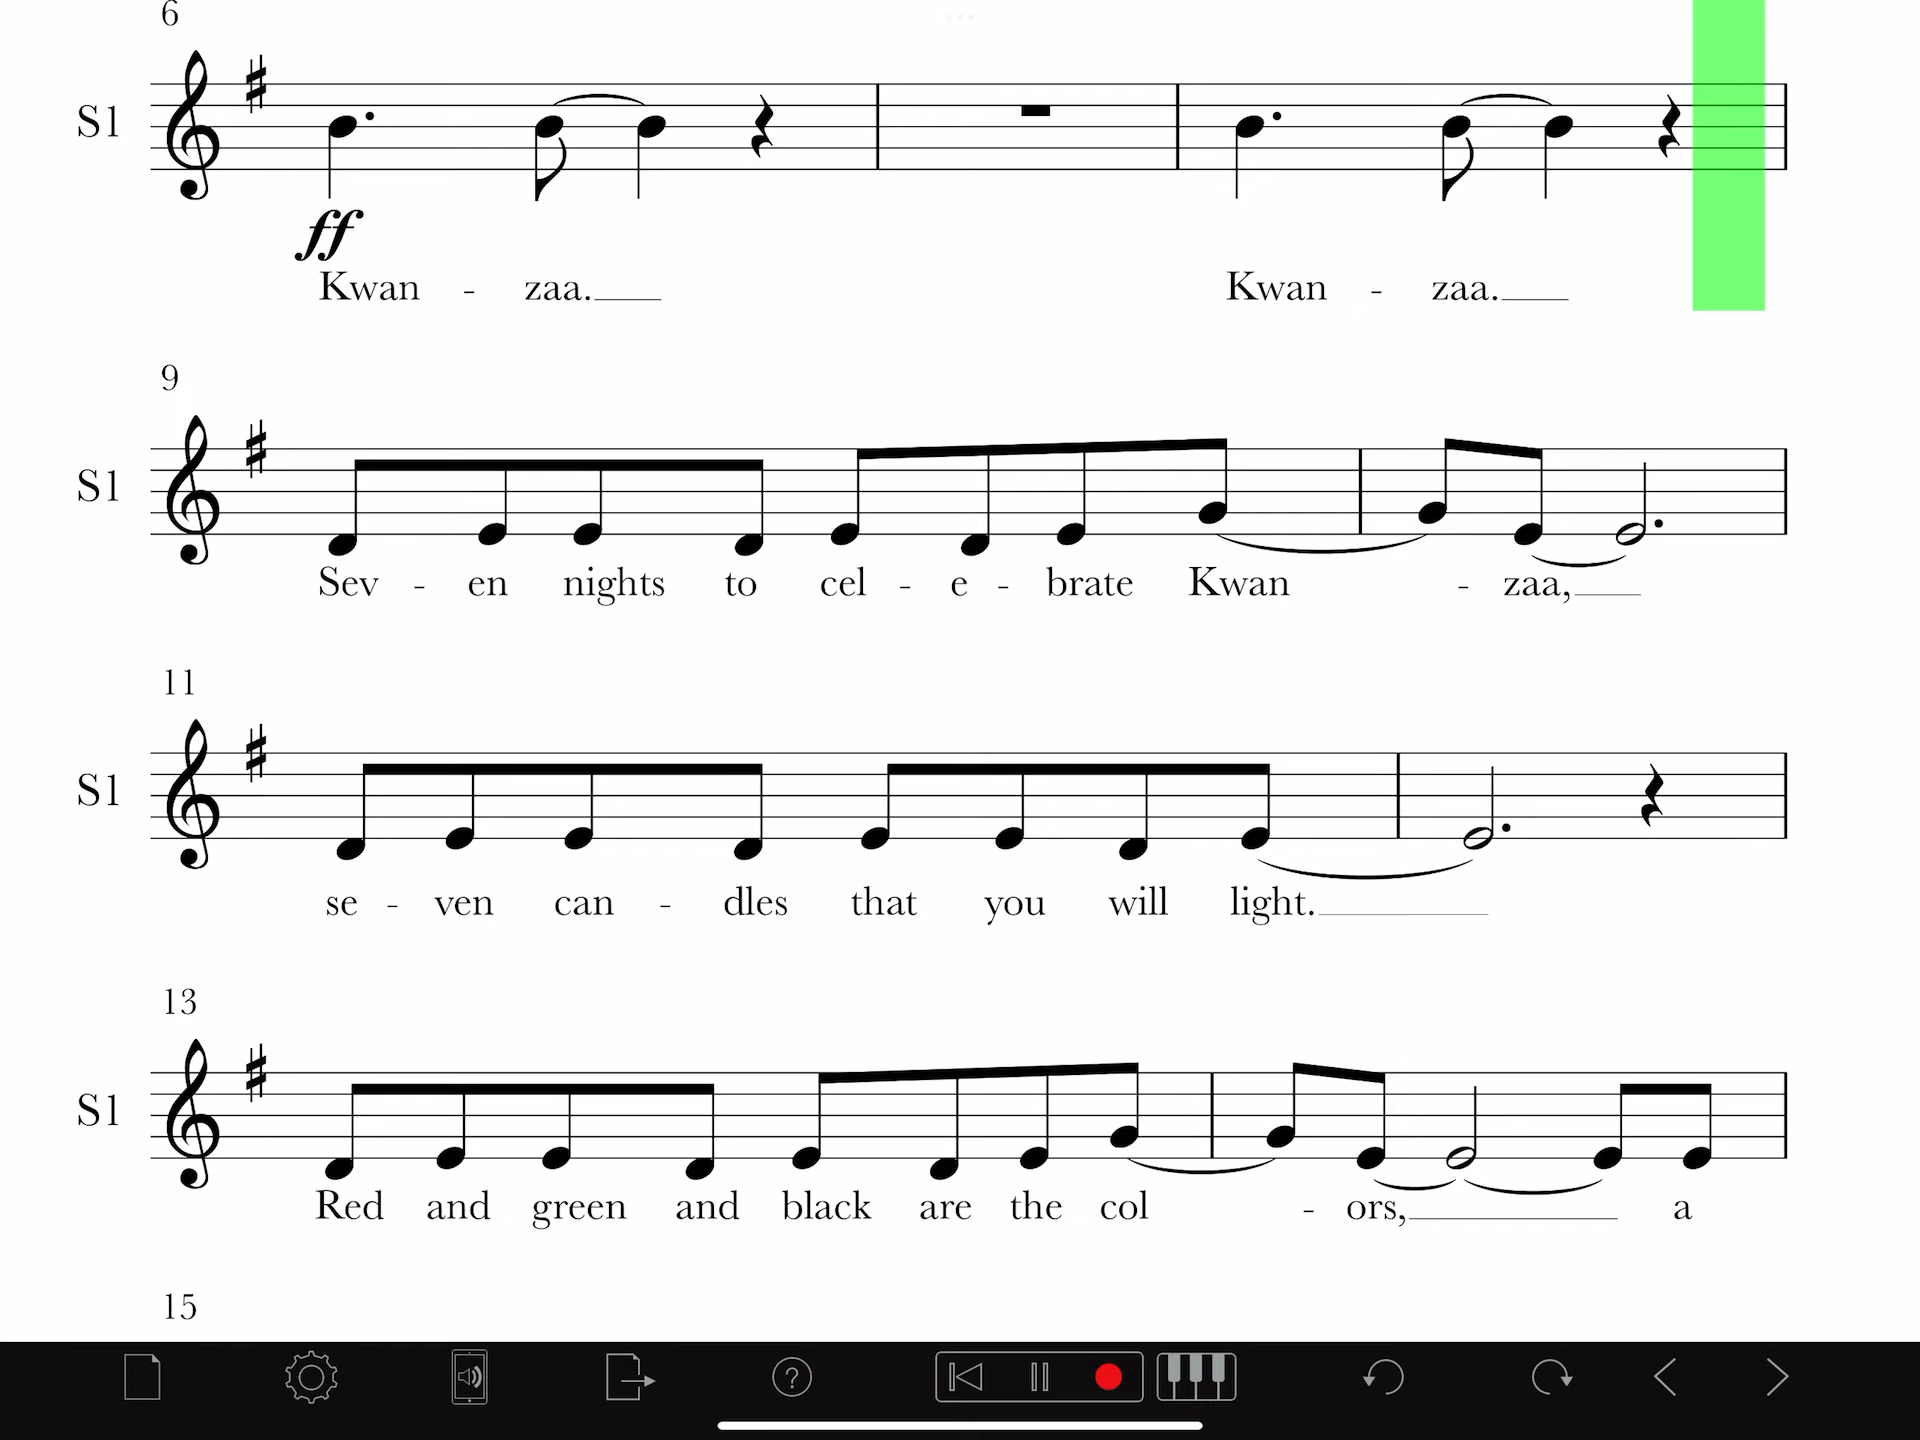 6
S1
ff
Kwan - zaa. Kwan - zaa.
9
S1
Sev - en nights to cel - e - brate Kwan - zaa,
11
S1
se - ven can - dles that you will light.
13
S1
Red and green and black are the col - ors, a
15
?